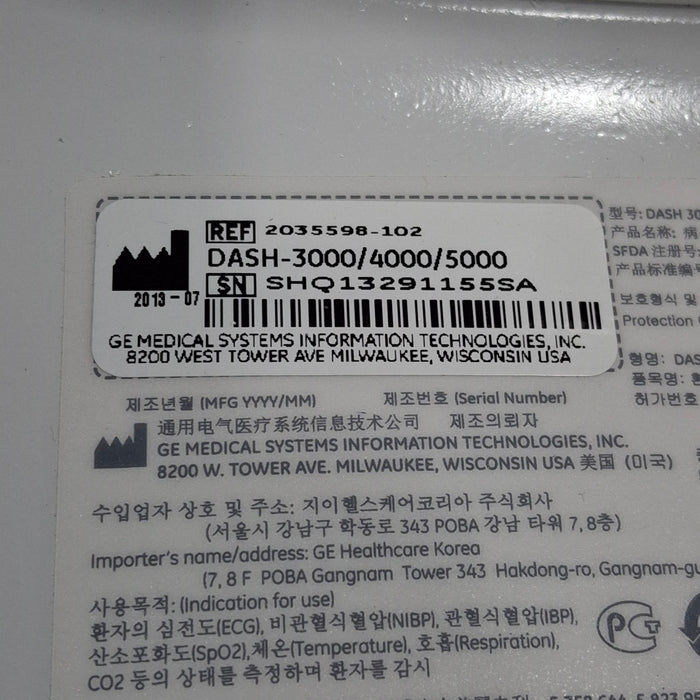 REF 2035598-102
DASH-3000/4000/5000
2013-07
SN SHQ13291155SA
GE MEDICAL SYSTEMS INFORMATION TECHNOLOGIES, INC.
8200 WEST TOWER AVE MILWAUKEE, WISCONSIN USA
型号: DASH 30
产品名称: 病
SFDA 注册号:
产品标准编号
보호형식 및
Protection
형명: DAS
품목명:
허가번호
제조년월 (MFG YYYY/MM) 제조번호 (Serial Number)
通用电气医疗系统信息技术公司 제조의뢰자
GE MEDICAL SYSTEMS INFORMATION TECHNOLOGIES, INC.
8200 W. TOWER AVE. MILWAUKEE, WISCONSIN USA 美国 (미국)
수입업자 상호 및 주소: 지이헬스케어코리아 주식회사
(서울시 강남구 학동로 343 POBA 강남 타워 7, 8층)
Importer's name/address: GE Healthcare Korea
(7, 8 F POBA Gangnam Tower 343 Hakdong-ro, Gangnam-gu
사용목적: (Indication for use)
환자의 심전도(ECG), 비관혈식혈압(NIBP), 관혈식혈압(IBP),
산소포화도(SpO2), 체온(Temperature), 호흡(Respiration),
CO2 등의 상태를 측정하며 환자를 감시